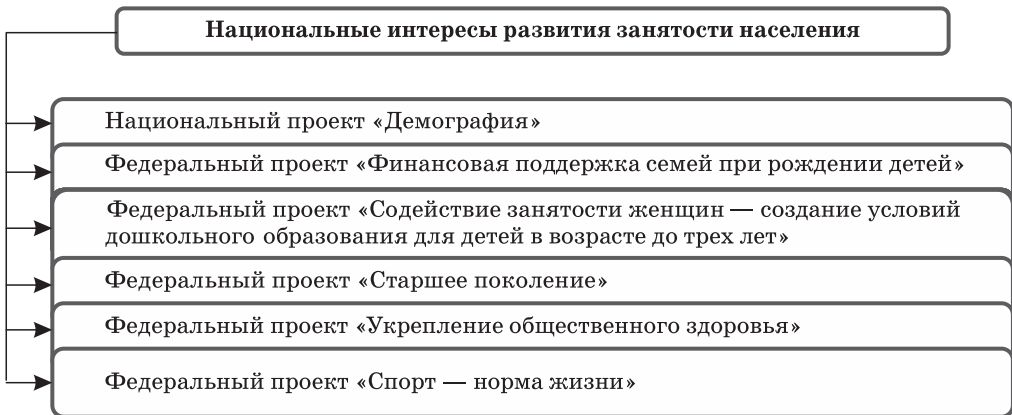 Национальные интересы развития занятости населения
Национальный проект «Демография»
Федеральный проект «Финансовая поддержка семей при рождении детей»
Федеральный проект «Содействие занятости женщин — создание условий
дошкольного образования для детей в возрасте до трех лет»
Федеральный проект «Старшее поколение»
Федеральный проект «Укрепление общественного здоровья»
Федеральный проект «Спорт — норма жизни»